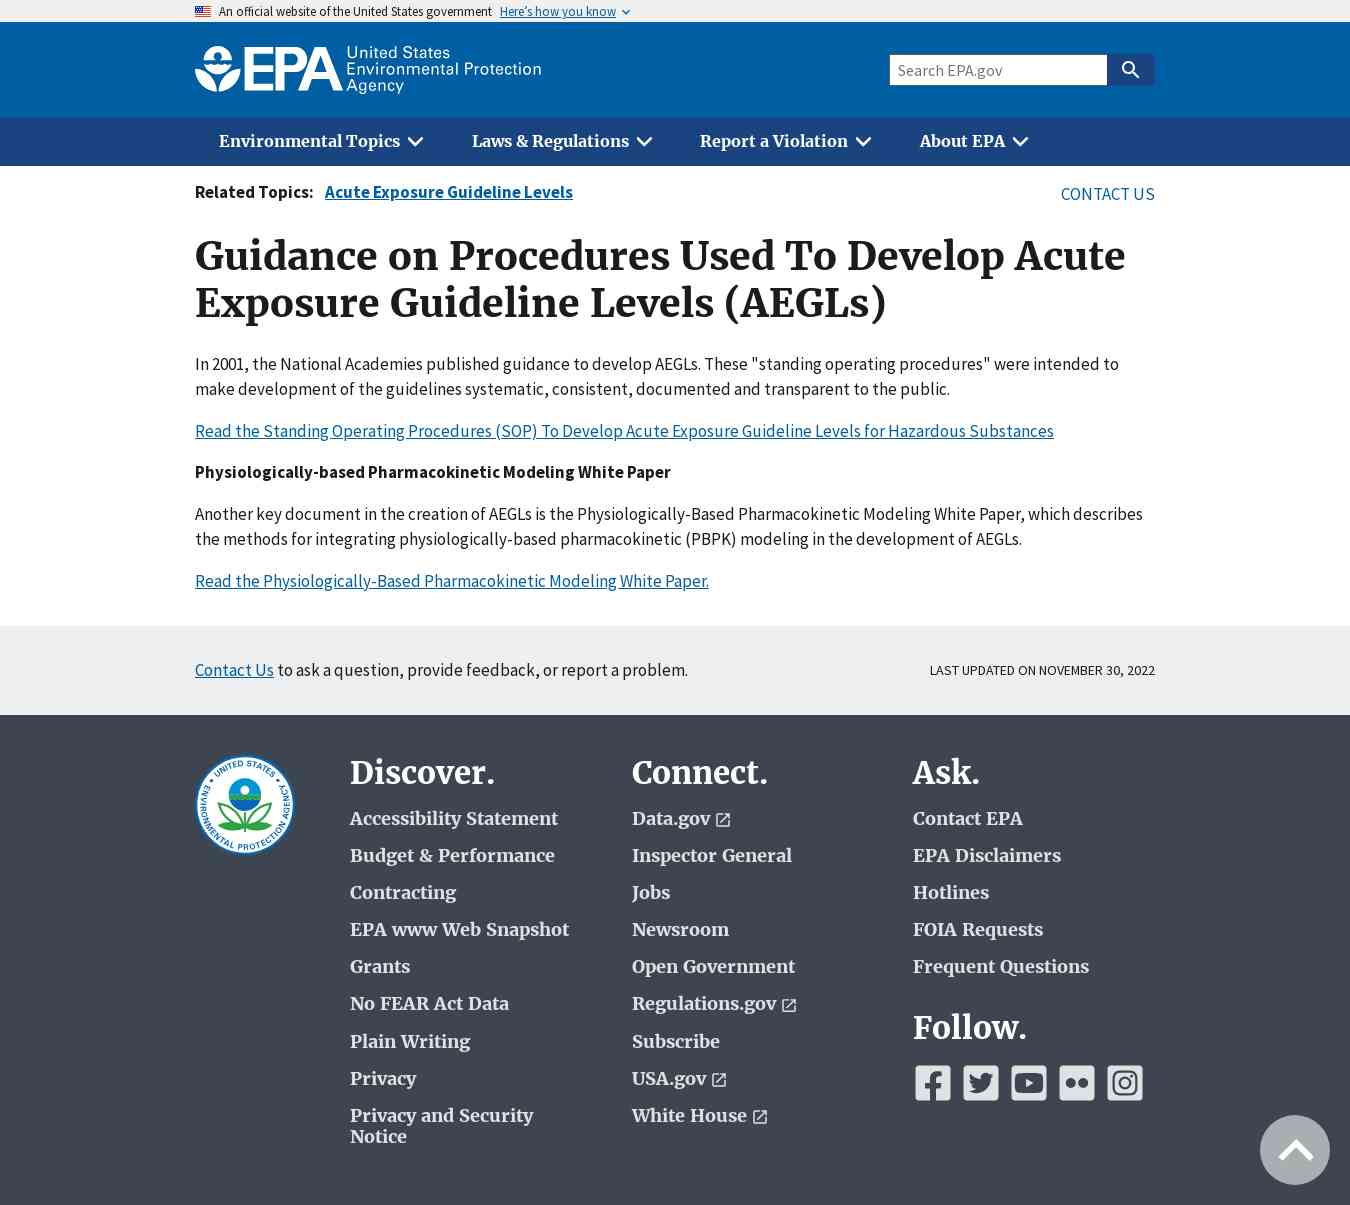 An official website of the United States government Here’s how you know
EPA United States
Environmental Protection
Agency
Search EPA.gov
Environmental Topics Laws & Regulations Report a Violation About EPA
Related Topics: Acute Exposure Guideline Levels CONTACT US
Guidance on Procedures Used To Develop Acute
Exposure Guideline Levels (AEGLs)
In 2001, the National Academies published guidance to develop AEGLs. These "standing operating procedures" were intended to
make development of the guidelines systematic, consistent, documented and transparent to the public.
Read the Standing Operating Procedures (SOP) To Develop Acute Exposure Guideline Levels for Hazardous Substances
Physiologically-based Pharmacokinetic Modeling White Paper
Another key document in the creation of AEGLs is the Physiologically-Based Pharmacokinetic Modeling White Paper, which describes
the methods for integrating physiologically-based pharmacokinetic (PBPK) modeling in the development of AEGLs.
Read the Physiologically-Based Pharmacokinetic Modeling White Paper.
Contact Us to ask a question, provide feedback, or report a problem. LAST UPDATED ON NOVEMBER 30, 2022
UNITED STATES
ENVIRONMENTAL PROTECTION AGENCY
Discover.
Accessibility Statement
Budget & Performance
Contracting
EPA www Web Snapshot
Grants
No FEAR Act Data
Plain Writing
Privacy
Privacy and Security
Notice
Connect.
Data.gov
Inspector General
Jobs
Newsroom
Open Government
Regulations.gov
Subscribe
USA.gov
White House
Ask.
Contact EPA
EPA Disclaimers
Hotlines
FOIA Requests
Frequent Questions
Follow.